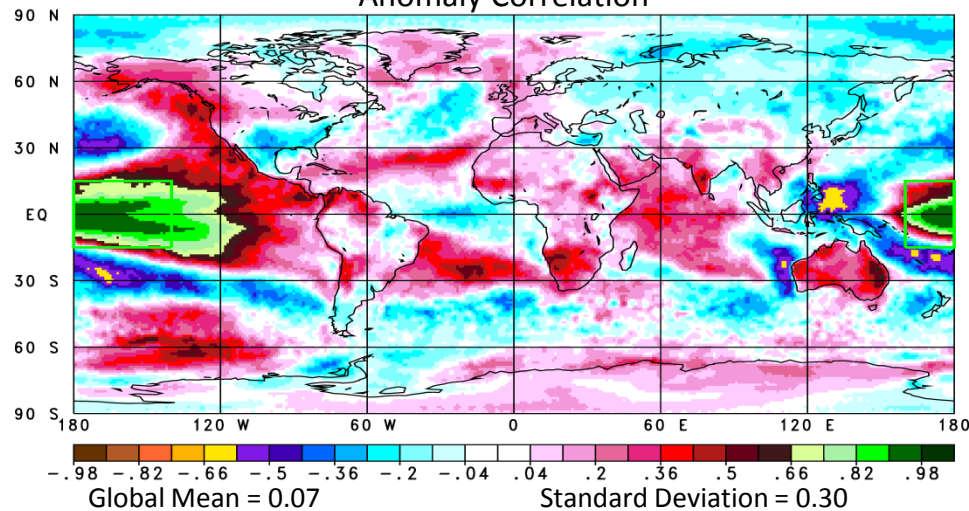 Anomaly Correlation
90 N
60 N
30 N
EQ
30 S
60 S
90 S
180 120 W 60 W 0 60 E 120 E 180
-.98 -.82 -.66 -.5 -.36 -.2 -.04 .04 .2 .36 .5 .66 .82 .98
Global Mean = 0.07 Standard Deviation = 0.30